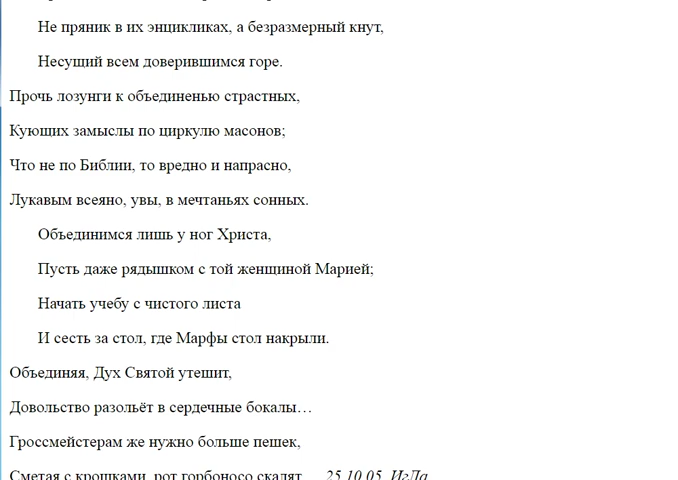 Не пряник в их энцикликах, а безразмерный кнут,
Несущий всем доверившимся горе.
Прочь лозунги к объединенью страстных,
Кующих замыслы по циркулю масонов;
Что не по Библии, то вредно и напрасно,
Лукавым всеяно, увы, в мечтаньях сонных.
Объединимся лишь у ног Христа,
Пусть даже рядышком с той женщиной Марией;
Начать учебу с чистого листа
И сесть за стол, где Марфы стол накрыли.
Объединяя, Дух Святой утешит,
Довольство разольёт в сердечные бокалы…
Гроссмейстерам же нужно больше пешек,
Сметая с крошками, рот горбоносо скалят… 25.10.05. ИгЛа